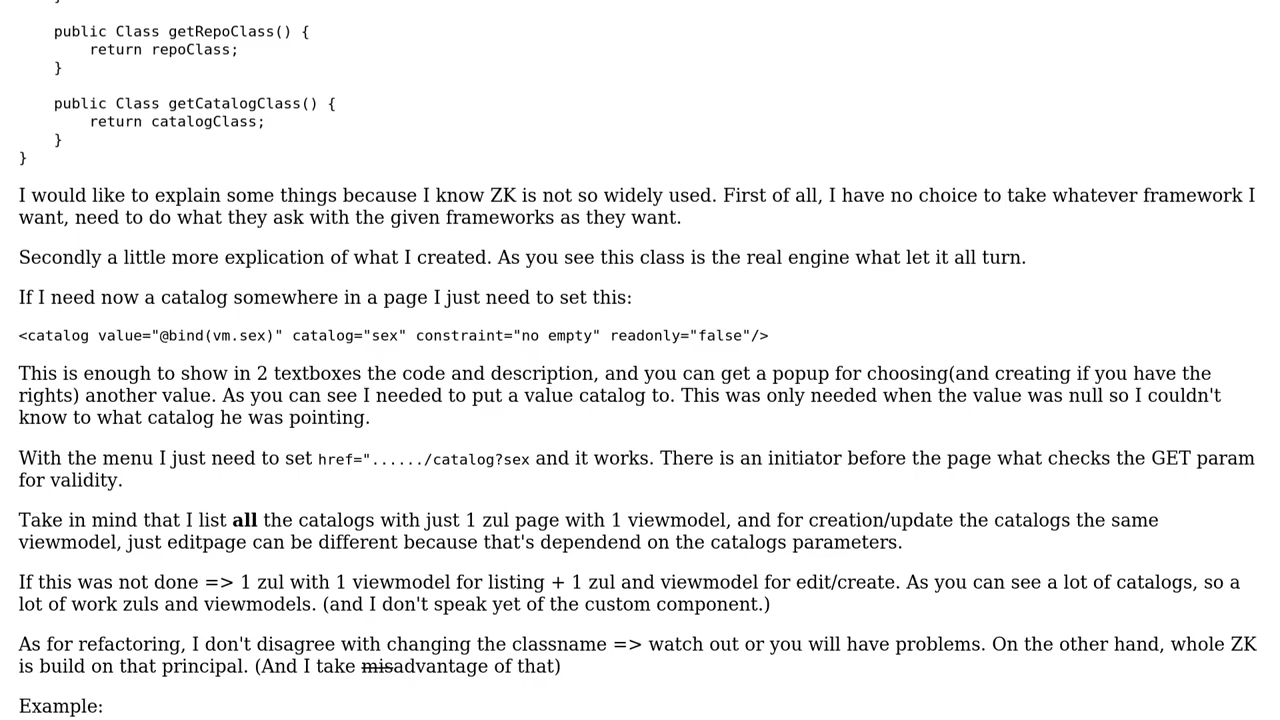 }
public Class getRepoClass() {
return repoClass;
}
public Class getCatalogClass() {
return catalogClass;
}
}
I would like to explain some things because I know ZK is not so widely used. First of all, I have no choice to take whatever framework I
want, need to do what they ask with the given frameworks as they want.
Secondly a little more explication of what I created. As you see this class is the real engine what let it all turn.
If I need now a catalog somewhere in a page I just need to set this:
<catalog value="@bind(vm.sex)" catalog="sex" constraint="no empty" readonly="false"/>
This is enough to show in 2 textboxes the code and description, and you can get a popup for choosing(and creating if you have the
rights) another value. As you can see I needed to put a value catalog to. This was only needed when the value was null so I couldn't
know to what catalog he was pointing.
With the menu I just need to set href="....../catalog?sex and it works. There is an initiator before the page what checks the GET param
for validity.
Take in mind that I list all the catalogs with just 1 zul page with 1 viewmodel, and for creation/update the catalogs the same
viewmodel, just editpage can be different because that's dependend on the catalogs parameters.
If this was not done => 1 zul with 1 viewmodel for listing + 1 zul and viewmodel for edit/create. As you can see a lot of catalogs, so a
lot of work zuls and viewmodels. (and I don't speak yet of the custom component.)
As for refactoring, I don't disagree with changing the classname => watch out or you will have problems. On the other hand, whole ZK
is build on that principal. (And I take misadvantage of that)
Example: